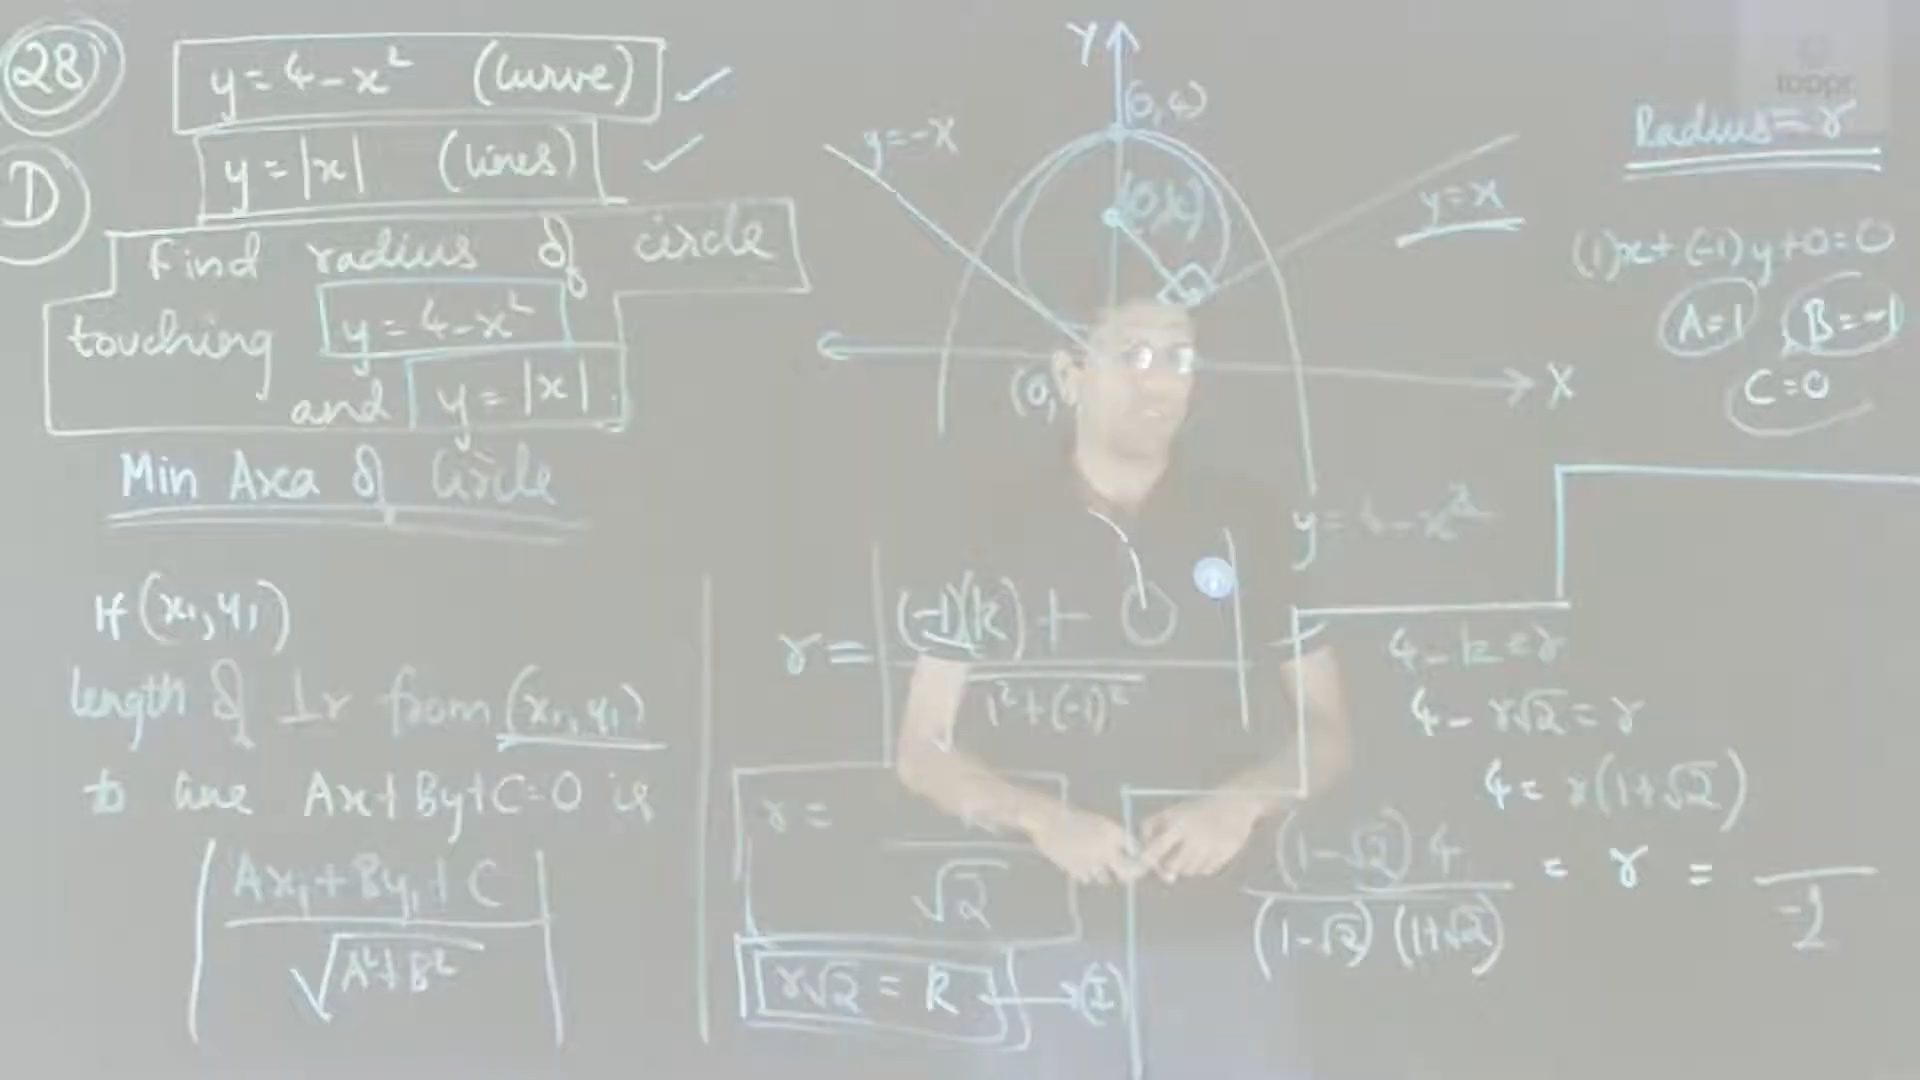 28
y = 4 - x² (curve)
D
y = |x| (lines)
Find radius of circle
touching y = 4 - x²
and y = |x|
Min Area of Circle
If (x₁, y₁)
length of ⊥r from (x₁, y₁)
to line Ax + By + C = 0 is
| Ax₁ + By₁ + C |
√A² + B²
Y
(0, 4)
y = -x
(0, k)
y = x
X
(0,
y = 4 - x²
r = | (-1)(k) + 0 |
1² + (-1)²
r =
√2
r√2 = k → (I)
toppr
Radius = r
(1)x + (-1)y + 0 = 0
A = 1 B = -1
C = 0
4 - k = r
4 - r√2 = r
4 = r(1 + √2)
(1 - √2) 4 = r =
(1 - √2) (1 + √2)